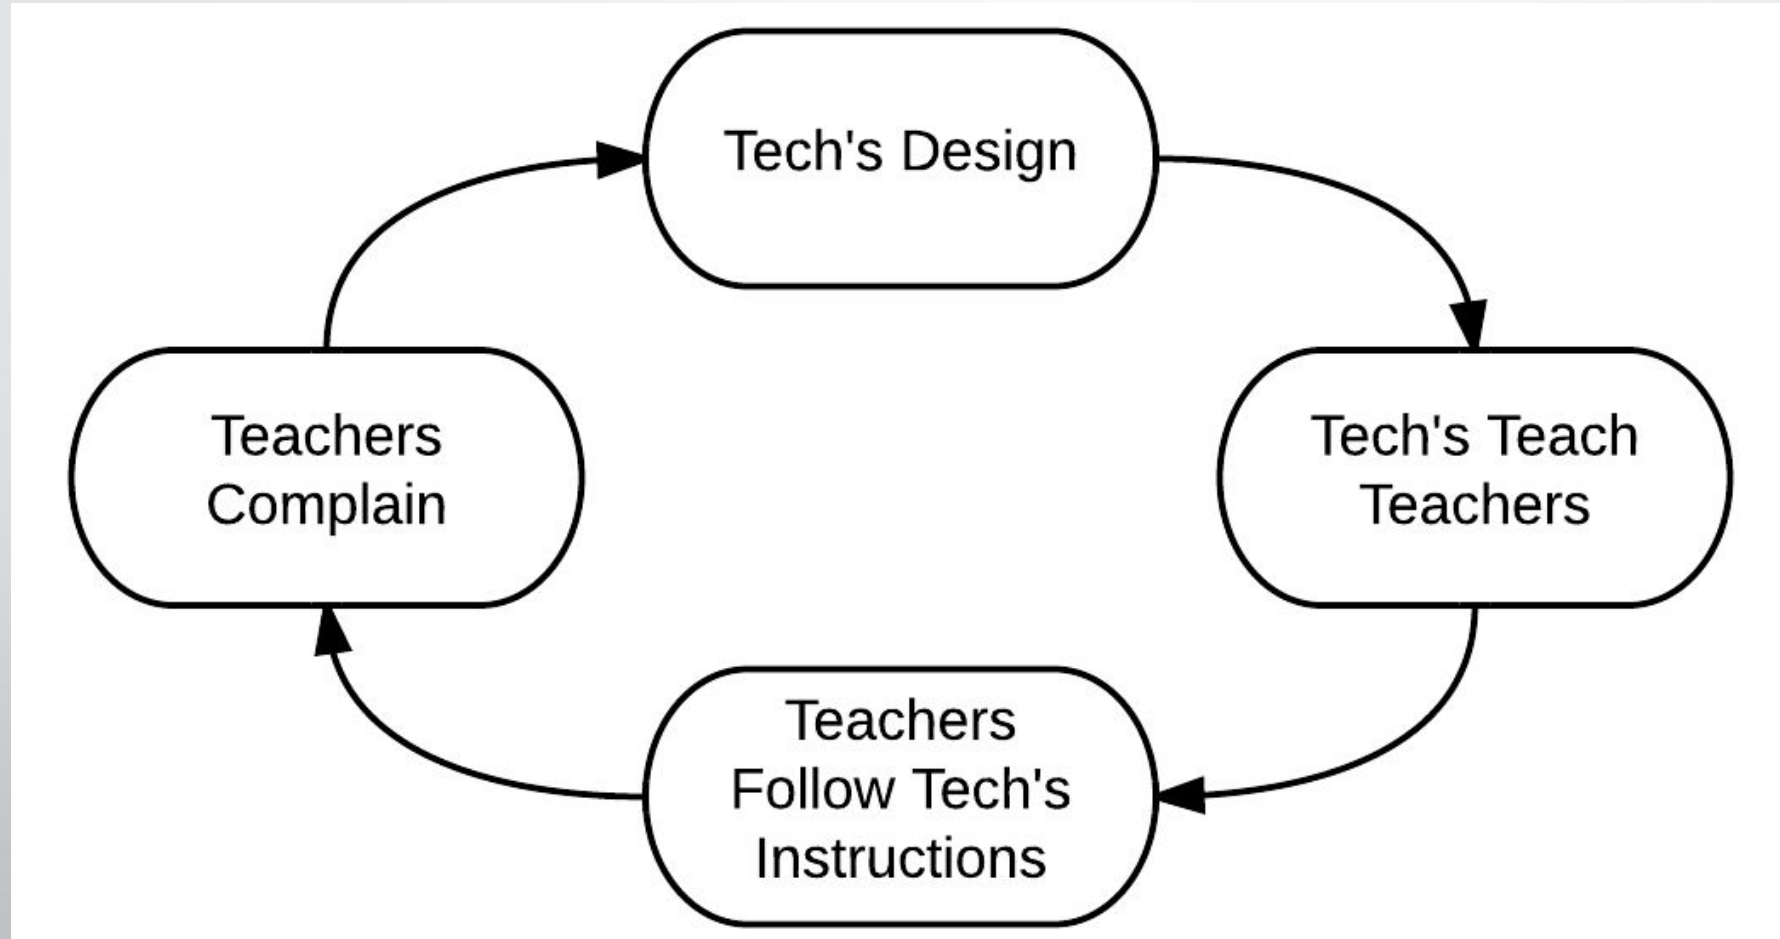 Tech's Design
Tech's Teach
Teachers
Teachers
Follow Tech's
Instructions
Teachers
Complain